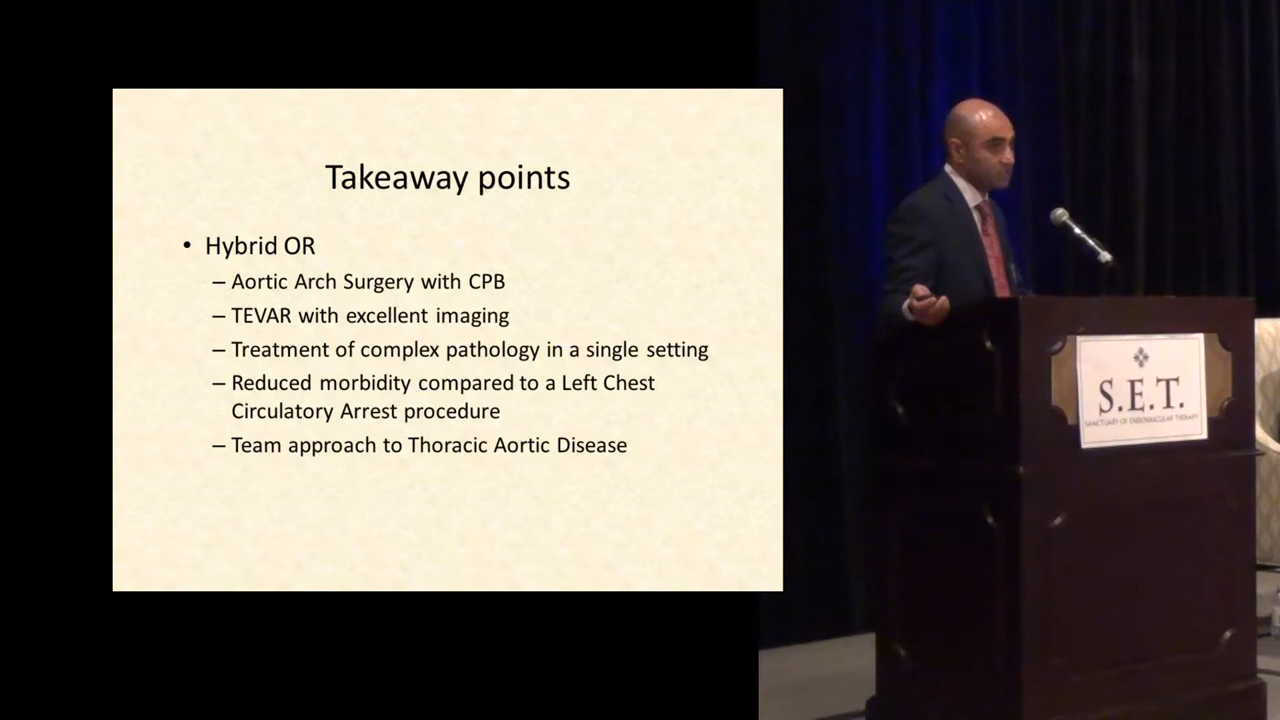 Takeaway points
• Hybrid OR
– Aortic Arch Surgery with CPB
– TEVAR with excellent imaging
– Treatment of complex pathology in a single setting
– Reduced morbidity compared to a Left Chest
Circulatory Arrest procedure
– Team approach to Thoracic Aortic Disease
S.E.T.
SANCTUARY OF ENDOVASCULAR THERAPY